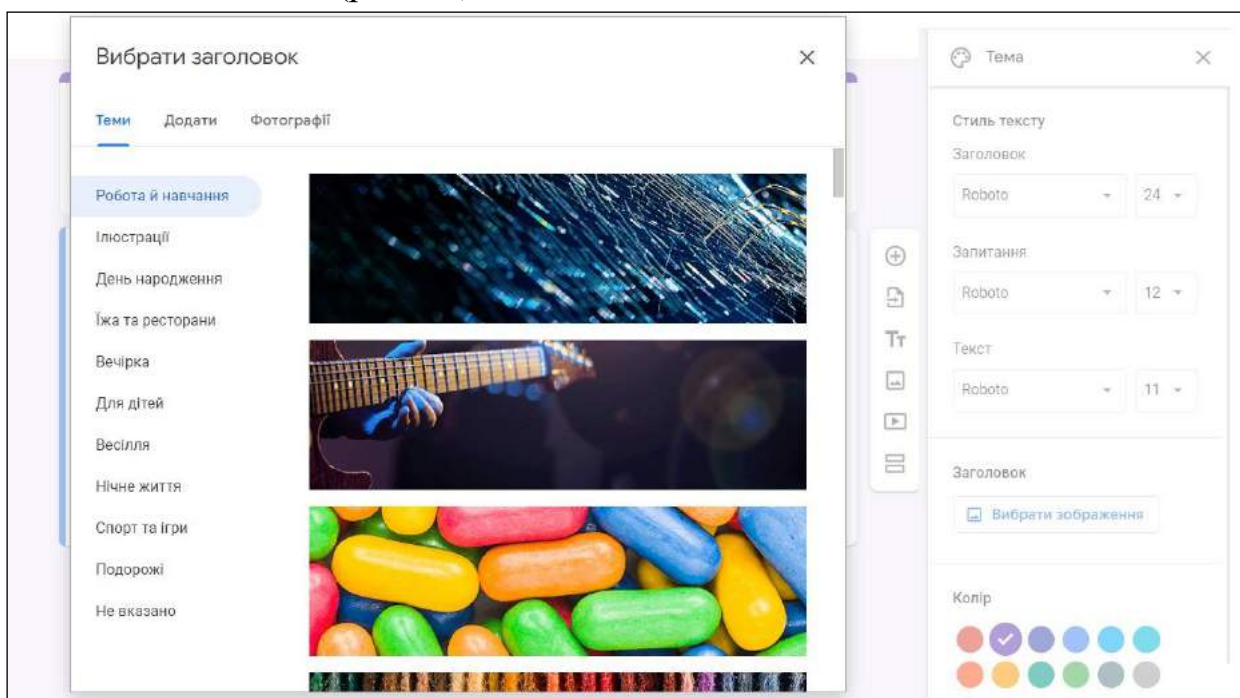 Вибрати заголовок
Теми Додати Фотографії
Робота й навчання
Ілюстрації
День народження
Їжа та ресторани
Вечірка
Для дітей
Весілля
Нічне життя
Спорт та ігри
Подорожі
Не вказано
Тт
Тема
Стиль тексту
Заголовок
Roboto 24
Запитання
Roboto 12
Текст
Roboto 11
Заголовок
Вибрати зображення
Колір